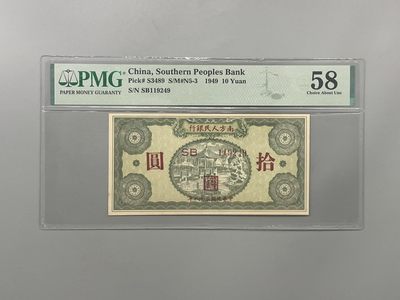 PMG
PAPER MONEY GUARANTY
China, Southern Peoples Bank
Pick# S3489 S/M#N5-3 1949 10 Yuan
S/N SB119249
58
Choice About Unc
行銀民人方南
SB
圓
拾